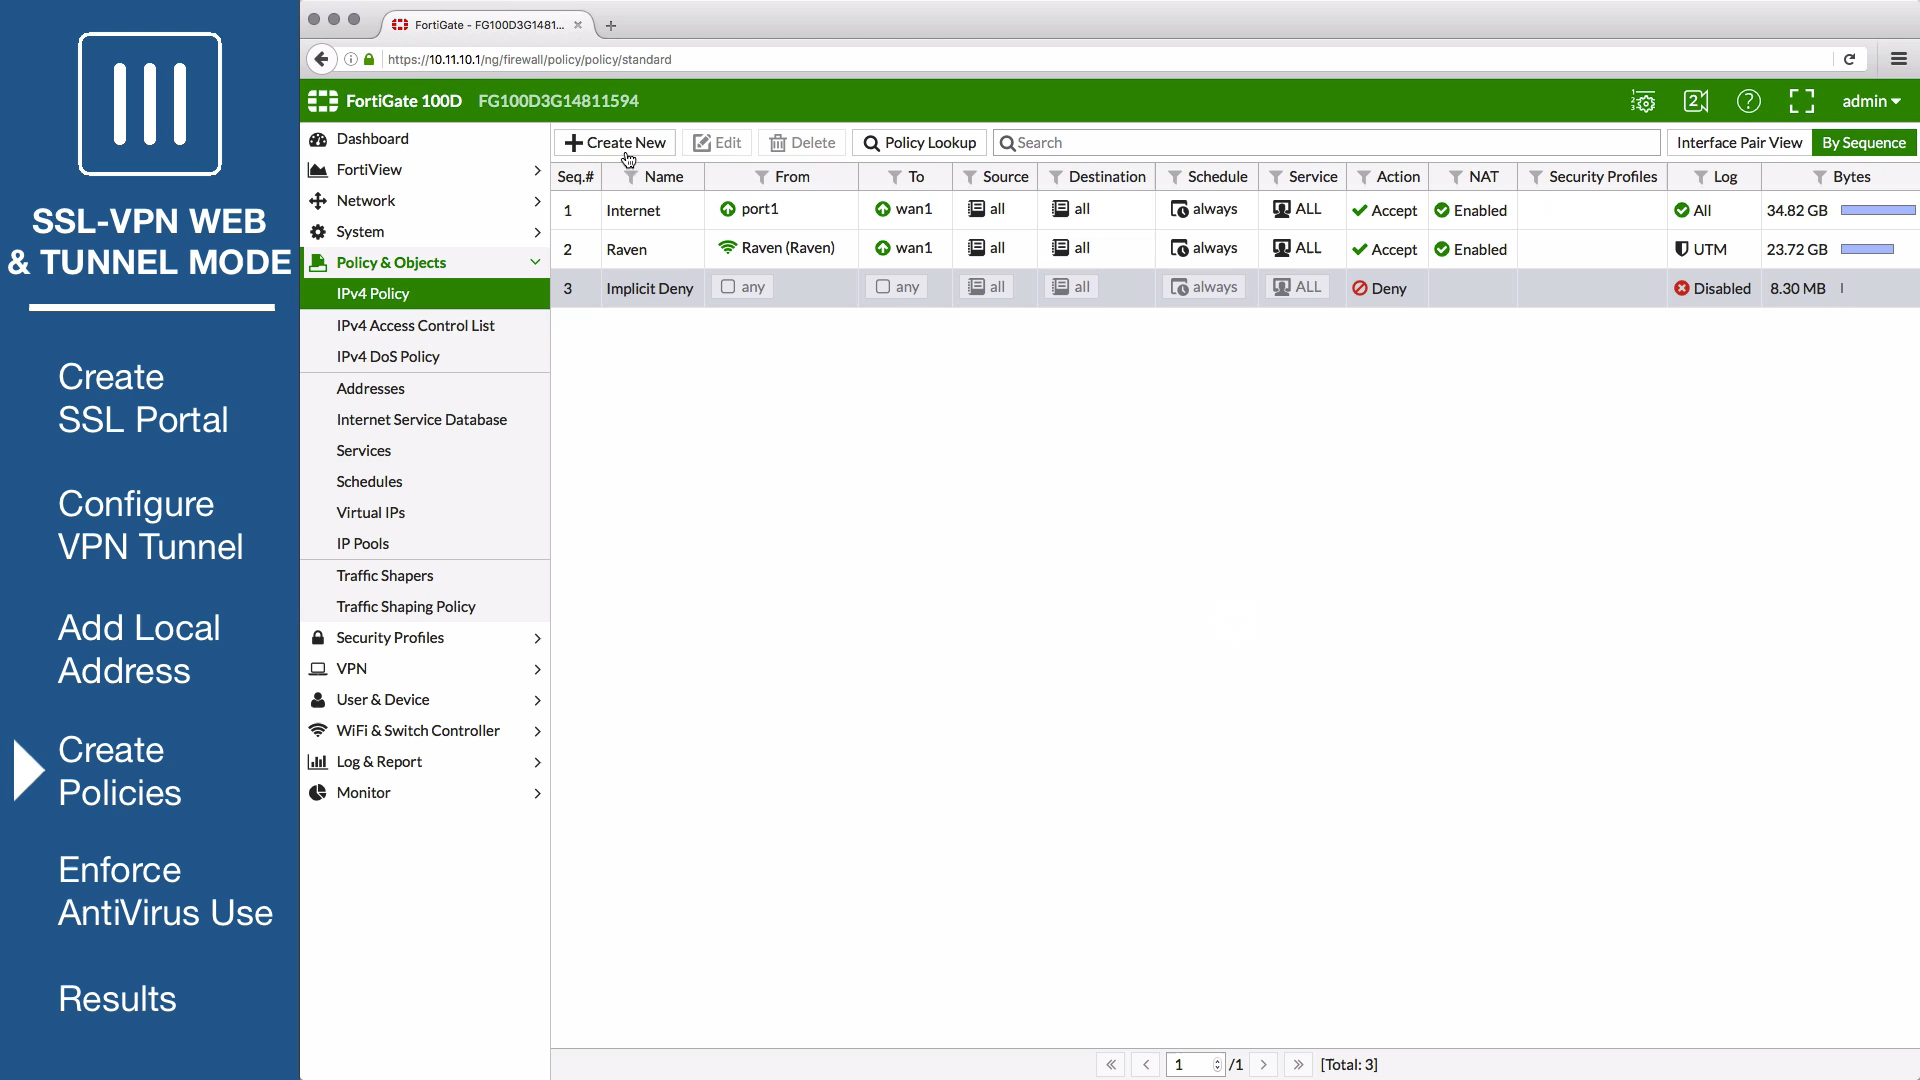 SSL-VPN WEB
& TUNNEL MODE
Create
SSL Portal
Configure
VPN Tunnel
Add Local
Address
Create
Policies
Enforce
AntiVirus Use
Results
FortiGate - FG100D3G1481...
https://10.11.10.1/ng/firewall/policy/policy/standard
FortiGate 100D FG100D3G14811594
2
admin
Dashboard
FortiView
Network
System
Policy & Objects
IPv4 Policy
IPv4 Access Control List
IPv4 DoS Policy
Addresses
Internet Service Database
Services
Schedules
Virtual IPs
IP Pools
Traffic Shapers
Traffic Shaping Policy
Security Profiles
VPN
User & Device
WiFi & Switch Controller
Log & Report
Monitor
Create New Edit Delete Policy Lookup Search Interface Pair View By Sequence
Seq.# Name From To Source Destination Schedule Service Action NAT Security Profiles Log Bytes
1 Internet port1 wan1 all all always ALL Accept Enabled All 34.82 GB
2 Raven Raven (Raven) wan1 all all always ALL Accept Enabled UTM 23.72 GB
3 Implicit Deny any any all all always ALL Deny Disabled 8.30 MB
1 /1 [Total: 3]